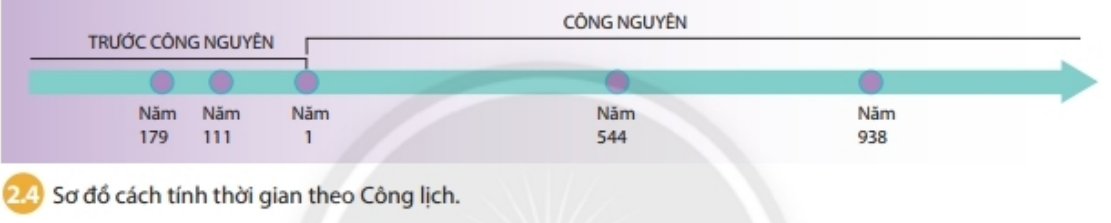 CÔNG NGUYÊN
TRƯỚC CÔNG NGUYÊN
Năm Năm Năm Năm Năm
179 111 1 544 938
2.4 Sơ đồ cách tính thời gian theo Công lịch.